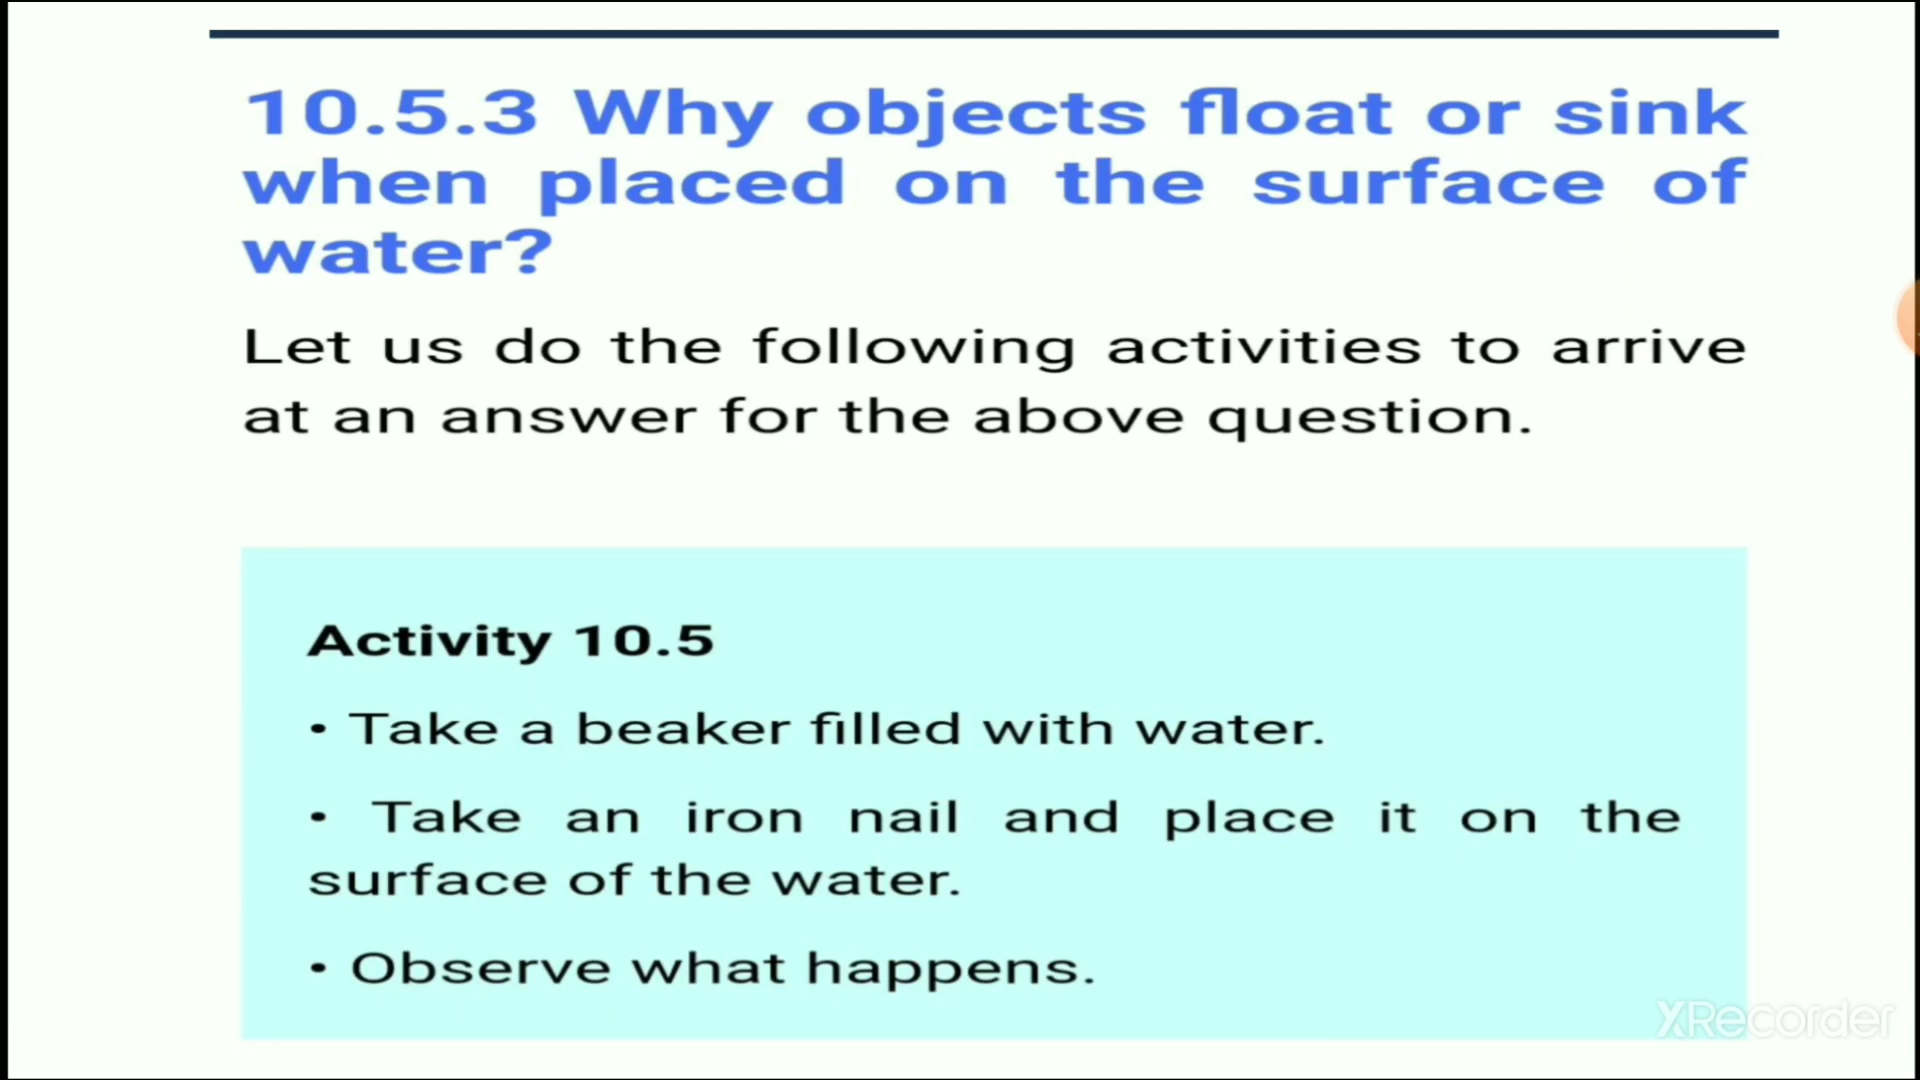 10.5.3 Why objects float or sink
when placed on the surface of
water?
Let us do the following activities to arrive
at an answer for the above question.
Activity 10.5
• Take a beaker filled with water.
• Take an iron nail and place it on the
surface of the water.
• Observe what happens.
XRecorder